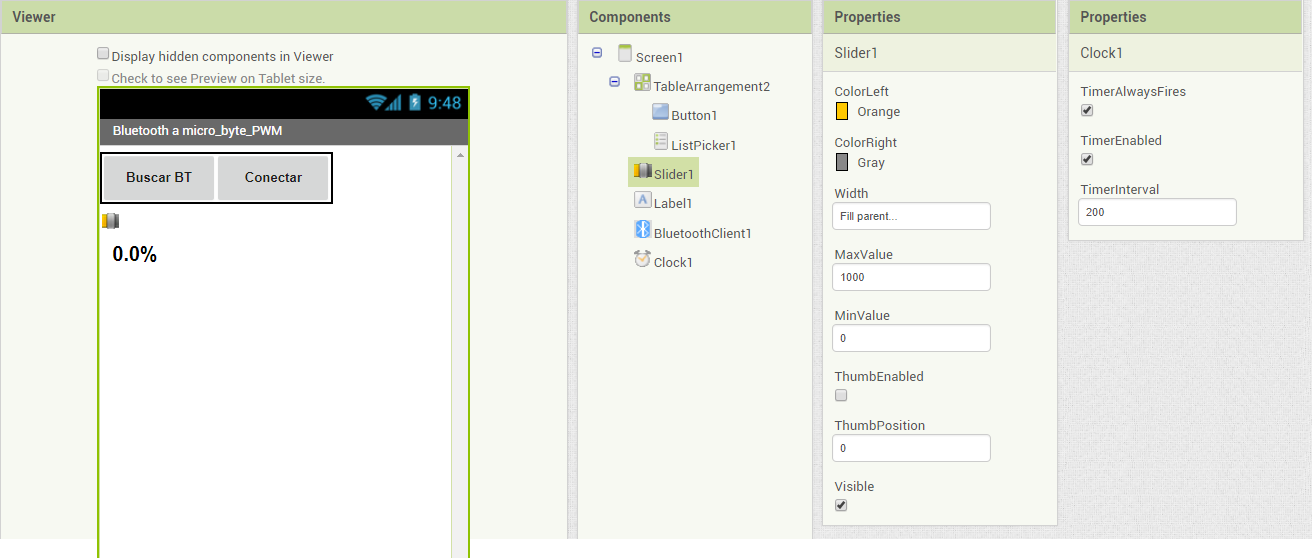 Viewer
Display hidden components in Viewer
Check to see Preview on Tablet size.
9:48
Bluetooth a micro_byte_PWM
Buscar BT
Conectar
0.0%
Components
Screen1
TableArrangement2
Button1
ListPicker1
Slider1
A Label1
BluetoothClient1
Clock1
Properties
Slider1
ColorLeft
Orange
ColorRight
Gray
Width
Fill parent...
MaxValue
1000
MinValue
0
ThumbEnabled
ThumbPosition
0
Visible
Properties
Clock1
TimerAlwaysFires
TimerEnabled
TimerInterval
200